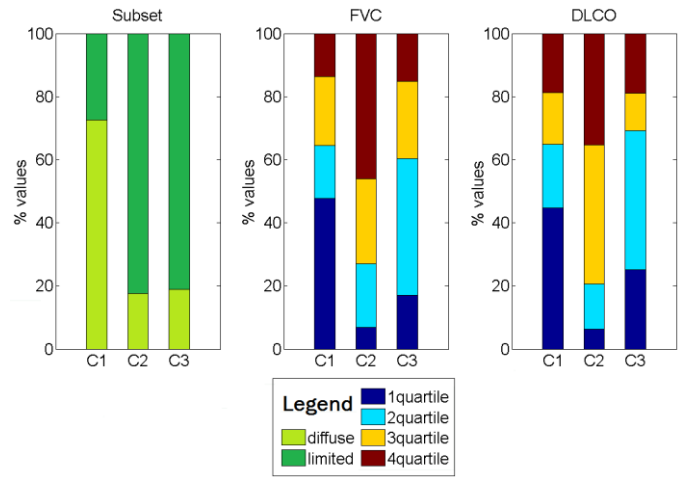 Subset
FVC
DLCO
% values
100
80
60
40
20
0
C1 C2 C3
% values
100
80
60
40
20
0
C1 C2 C3
% values
100
80
60
40
20
0
C1 C2 C3
Legend
diffuse
limited
1quartile
2quartile
3quartile
4quartile